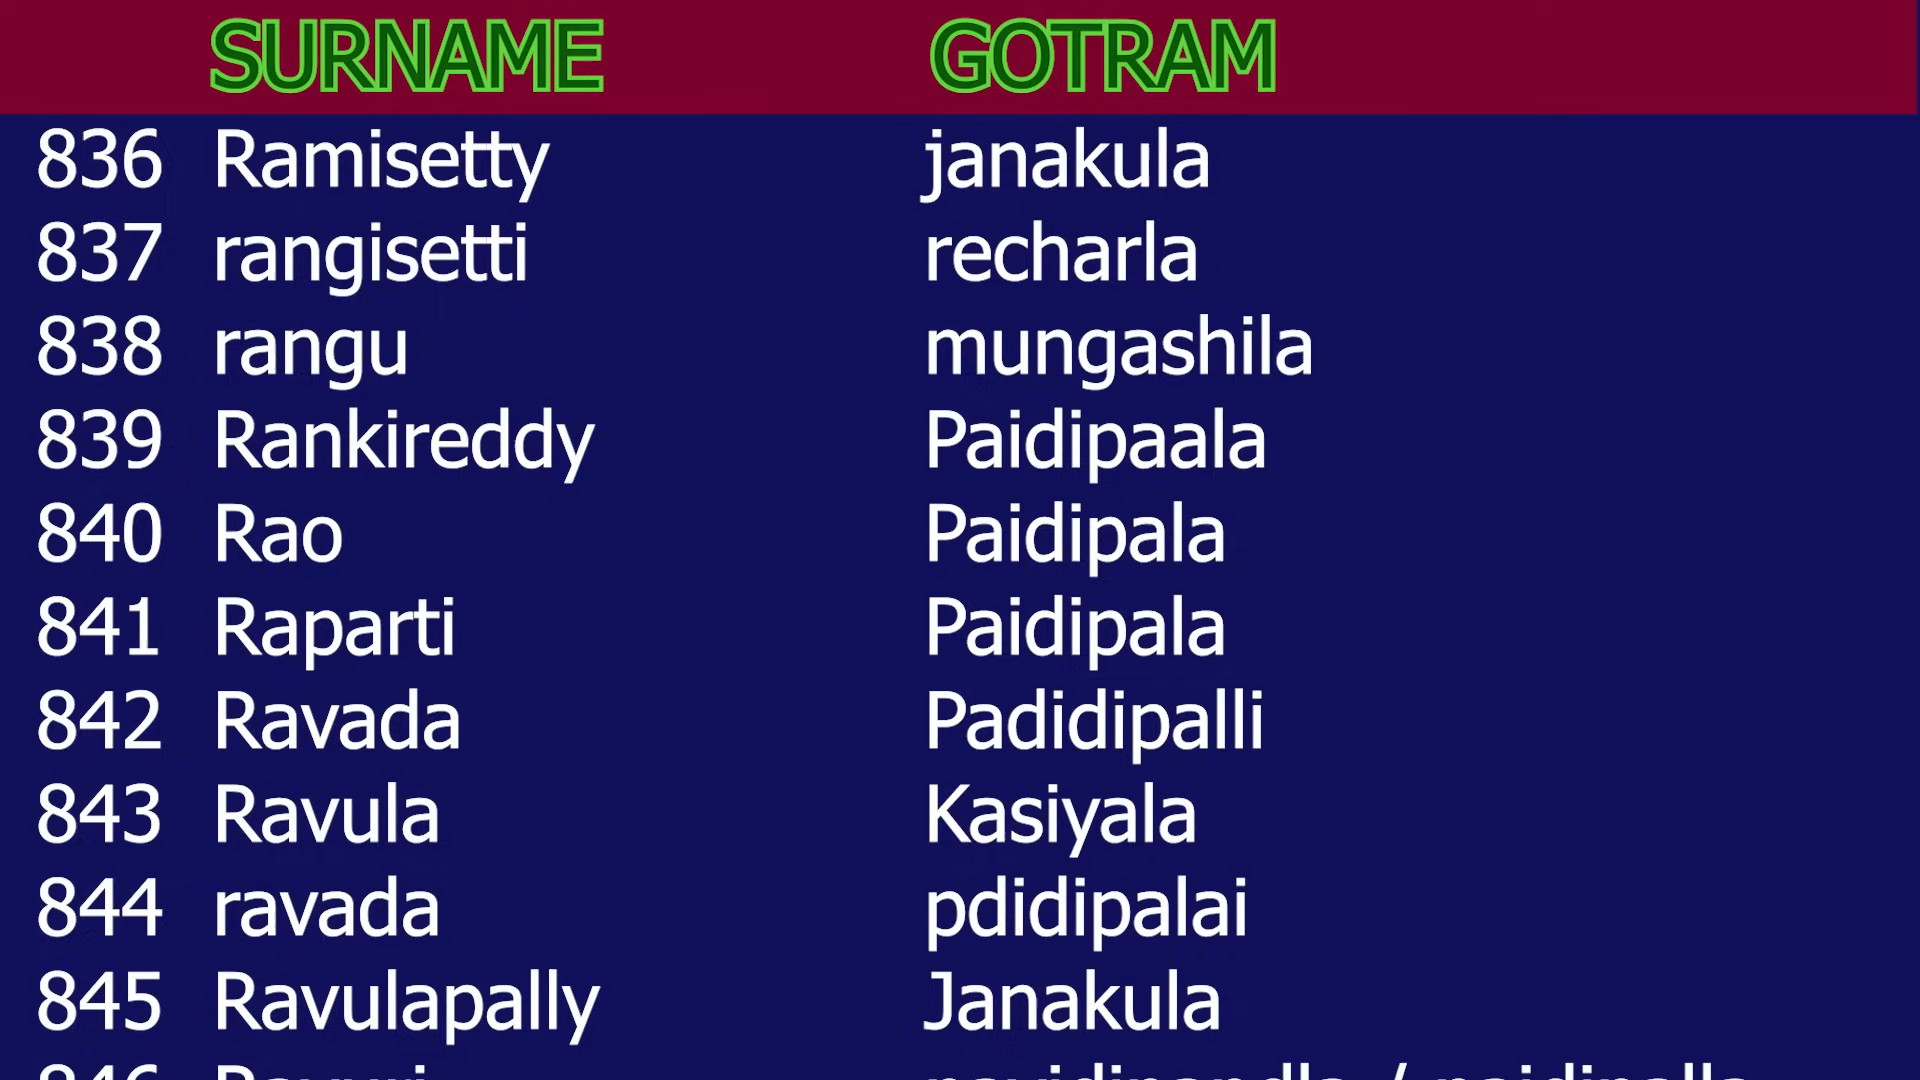 SURNAME GOTRAM
836 Ramisetty janakula
837 rangisetti recharla
838 rangu mungashila
839 Rankireddy Paidipaala
840 Rao Paidipala
841 Raparti Paidipala
842 Ravada Padidipalli
843 Ravula Kasiyala
844 ravada pdidipalai
845 Ravulapally Janakula